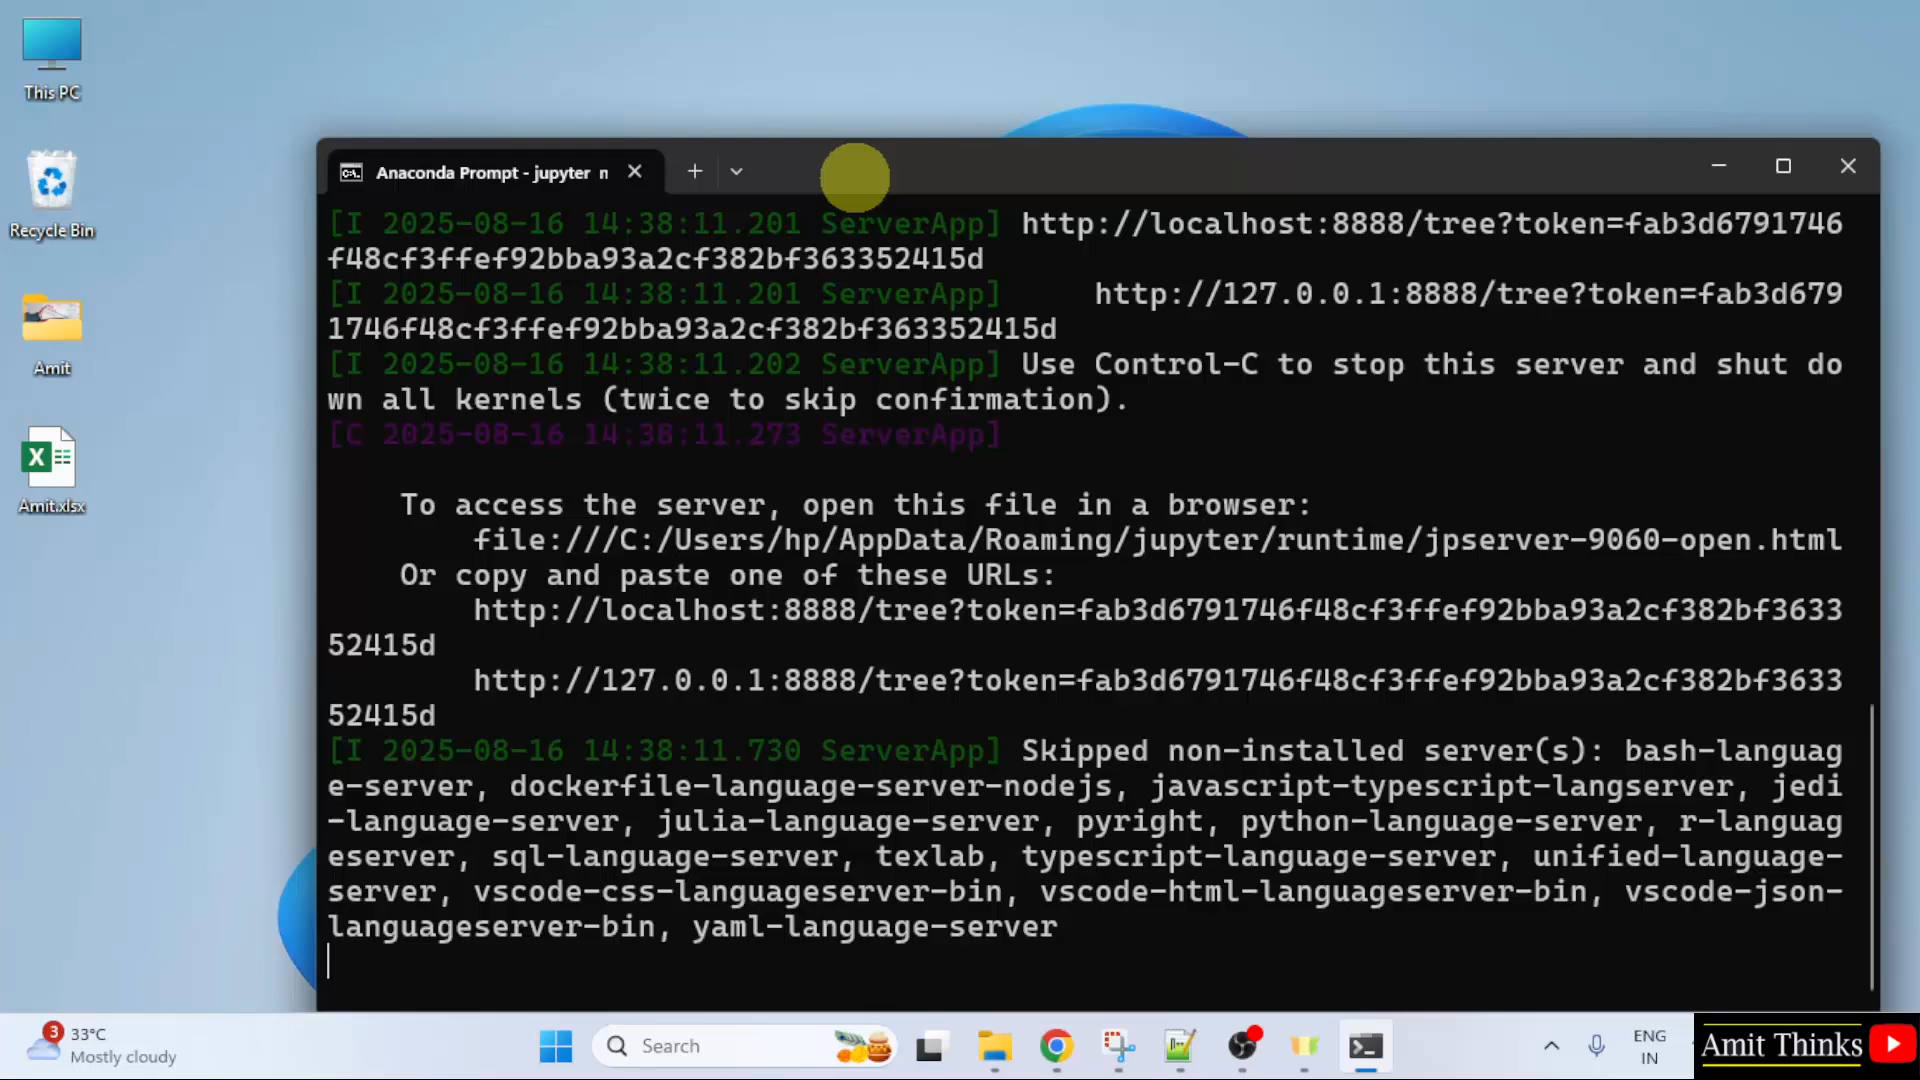 This PC
Recycle Bin
Amit
Amit.xlsx
Anaconda Prompt - jupyter n
[I 2025-08-16 14:38:11.201 ServerApp] http://localhost:8888/tree?token=fab3d6791746
f48cf3ffef92bba93a2cf382bf363352415d
[I 2025-08-16 14:38:11.201 ServerApp]     http://127.0.0.1:8888/tree?token=fab3d679
1746f48cf3ffef92bba93a2cf382bf363352415d
[I 2025-08-16 14:38:11.202 ServerApp] Use Control-C to stop this server and shut do
wn all kernels (twice to skip confirmation).
[C 2025-08-16 14:38:11.273 ServerApp]
To access the server, open this file in a browser:
file:///C:/Users/hp/AppData/Roaming/jupyter/runtime/jpserver-9060-open.html
Or copy and paste one of these URLs:
http://localhost:8888/tree?token=fab3d6791746f48cf3ffef92bba93a2cf382bf3633
52415d
http://127.0.0.1:8888/tree?token=fab3d6791746f48cf3ffef92bba93a2cf382bf3633
52415d
[I 2025-08-16 14:38:11.730 ServerApp] Skipped non-installed server(s): bash-languag
e-server, dockerfile-language-server-nodejs, javascript-typescript-langserver, jedi
-language-server, julia-language-server, pyright, python-language-server, r-languag
eserver, sql-language-server, texlab, typescript-language-server, unified-language-
server, vscode-css-languageserver-bin, vscode-html-languageserver-bin, vscode-json-
languageserver-bin, yaml-language-server
3
33°C
Mostly cloudy
Search
ENG
IN
Amit Thinks